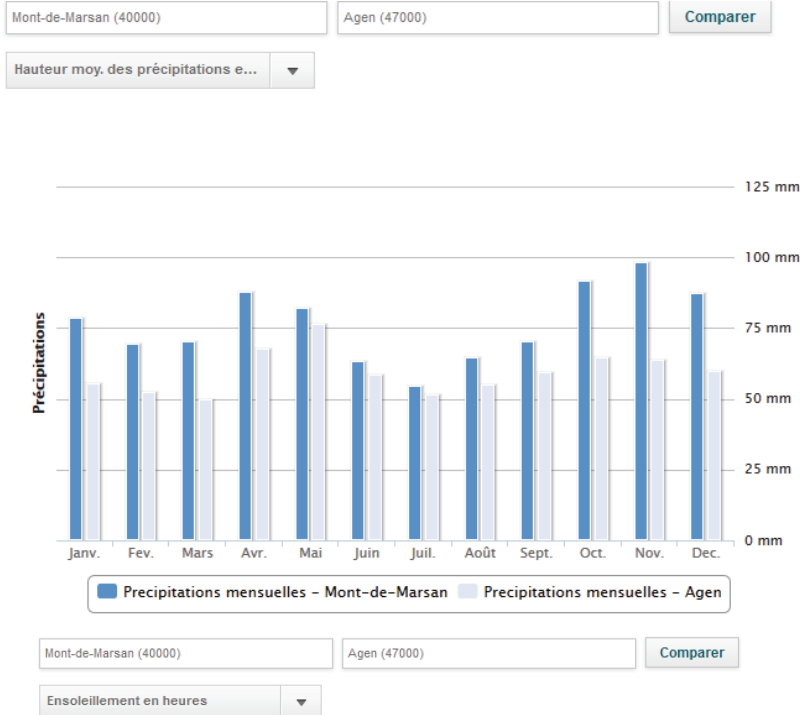 Mont-de-Marsan (40000) Agen (47000) Comparer
Hauteur moy. des précipitations e...
125 mm
100 mm
75 mm
50 mm
25 mm
0 mm
Précipitations
Janv. Fev. Mars Avr. Mai Juin Juil. Août Sept. Oct. Nov. Dec.
Precipitations mensuelles - Mont-de-Marsan Precipitations mensuelles - Agen
Mont-de-Marsan (40000) Agen (47000) Comparer
Ensoleillement en heures